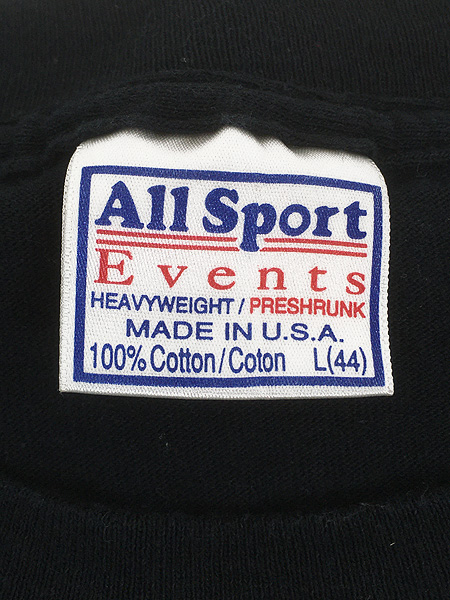 All Sport
Events
HEAVYWEIGHT / PRESHRUNK
MADE IN U.S.A.
100% Cotton/Coton L(44)